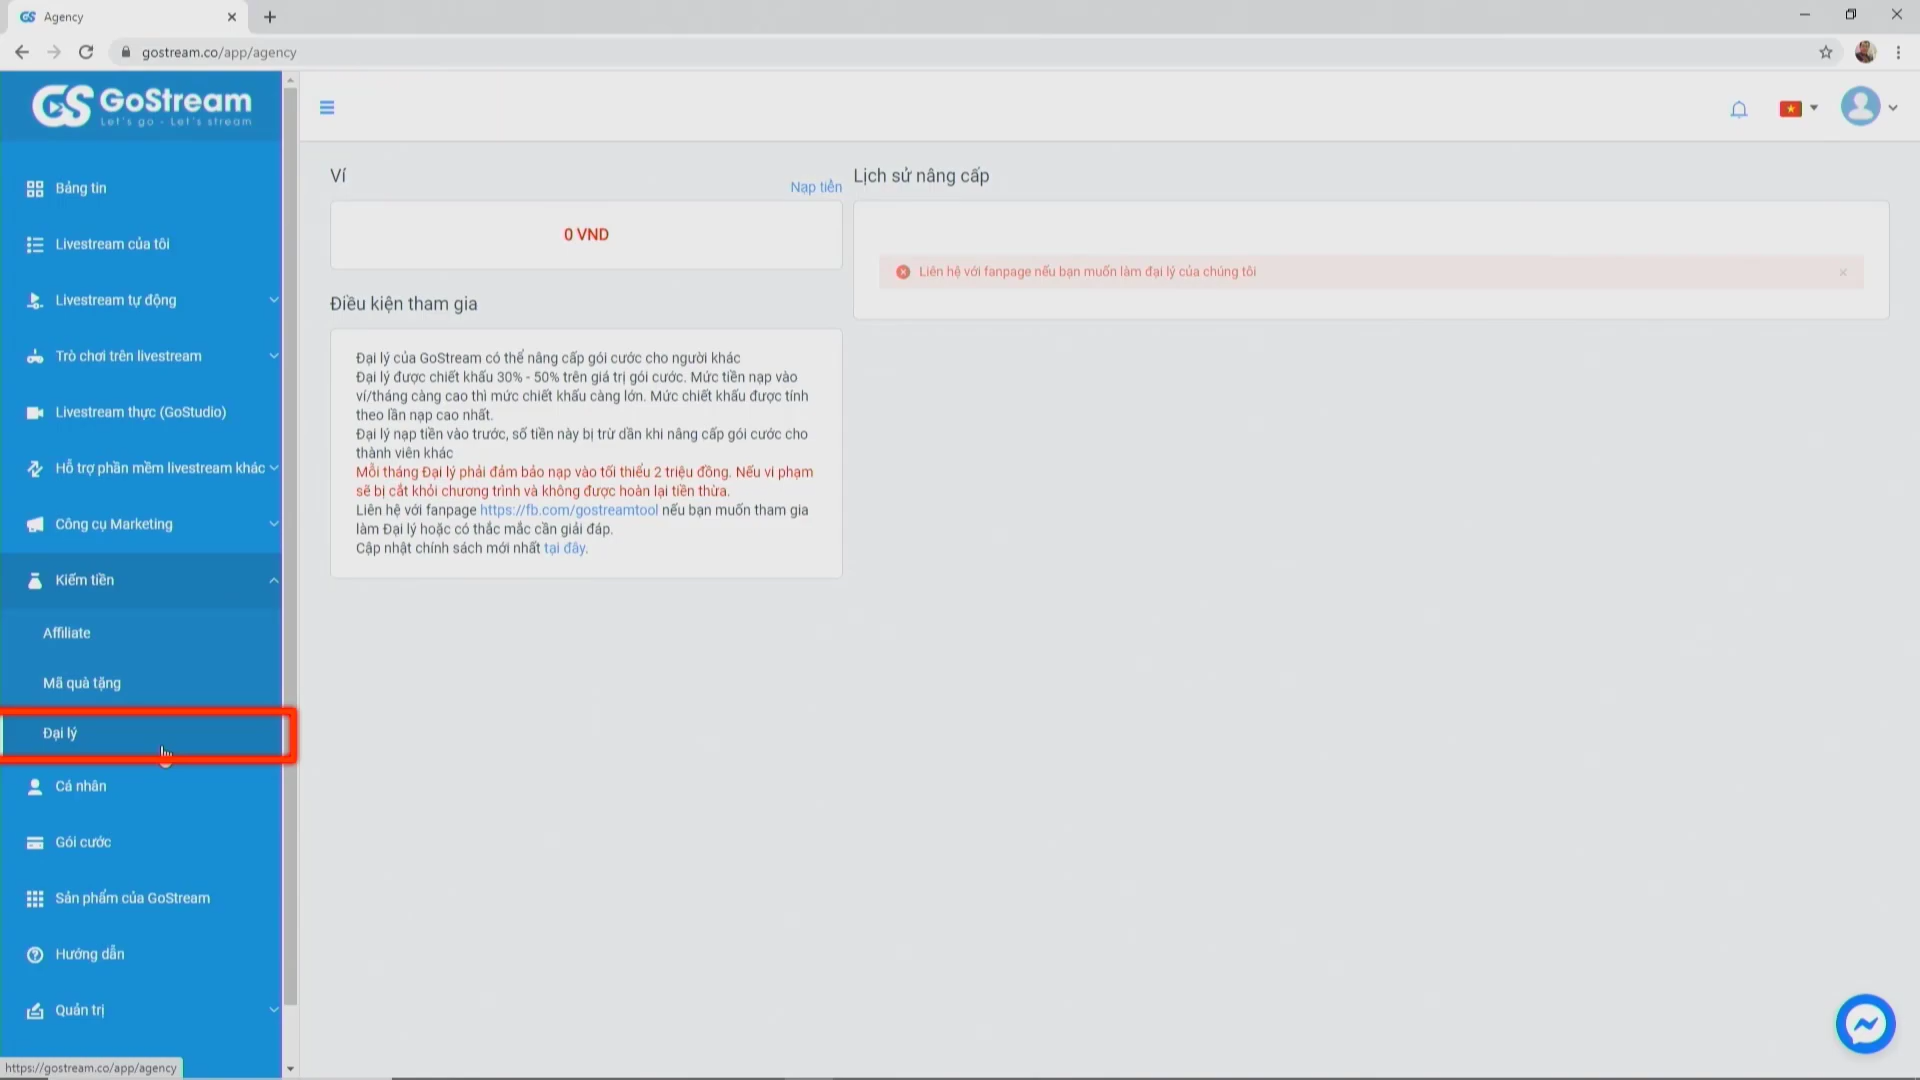 Agency
gostream.co/app/agency
GS GoStream
Let's go - Let's stream
Bảng tin
Livestream của tôi
Livestream tự động
Trò chơi trên livestream
Livestream thực (GoStudio)
Hỗ trợ phần mềm livestream khác
Công cụ Marketing
Kiếm tiền
Affiliate
Mã quà tặng
Đại lý
Cá nhân
Gói cước
Sản phẩm của GoStream
Hướng dẫn
Quản trị
https://gostream.co/app/agency
Ví
Nạp tiền
0 VND
Điều kiện tham gia
Đại lý của GoStream có thể nâng cấp gói cước cho người khác
Đại lý được chiết khấu 30% - 50% trên giá trị gói cước. Mức tiền nạp vào
ví/tháng càng cao thì mức chiết khấu càng lớn. Mức chiết khấu được tính
theo lần nạp cao nhất.
Đại lý nạp tiền vào trước, số tiền này bị trừ dần khi nâng cấp gói cước cho
thành viên khác
Mỗi tháng Đại lý phải đảm bảo nạp vào tối thiểu 2 triệu đồng. Nếu vi phạm
sẽ bị cắt khỏi chương trình và không được hoàn lại tiền thừa.
Liên hệ với fanpage https://fb.com/gostreamtool nếu bạn muốn tham gia
làm Đại lý hoặc có thắc mắc cần giải đáp.
Cập nhật chính sách mới nhất tại đây.
Lịch sử nâng cấp
Liên hệ với fanpage nếu bạn muốn làm đại lý của chúng tôi